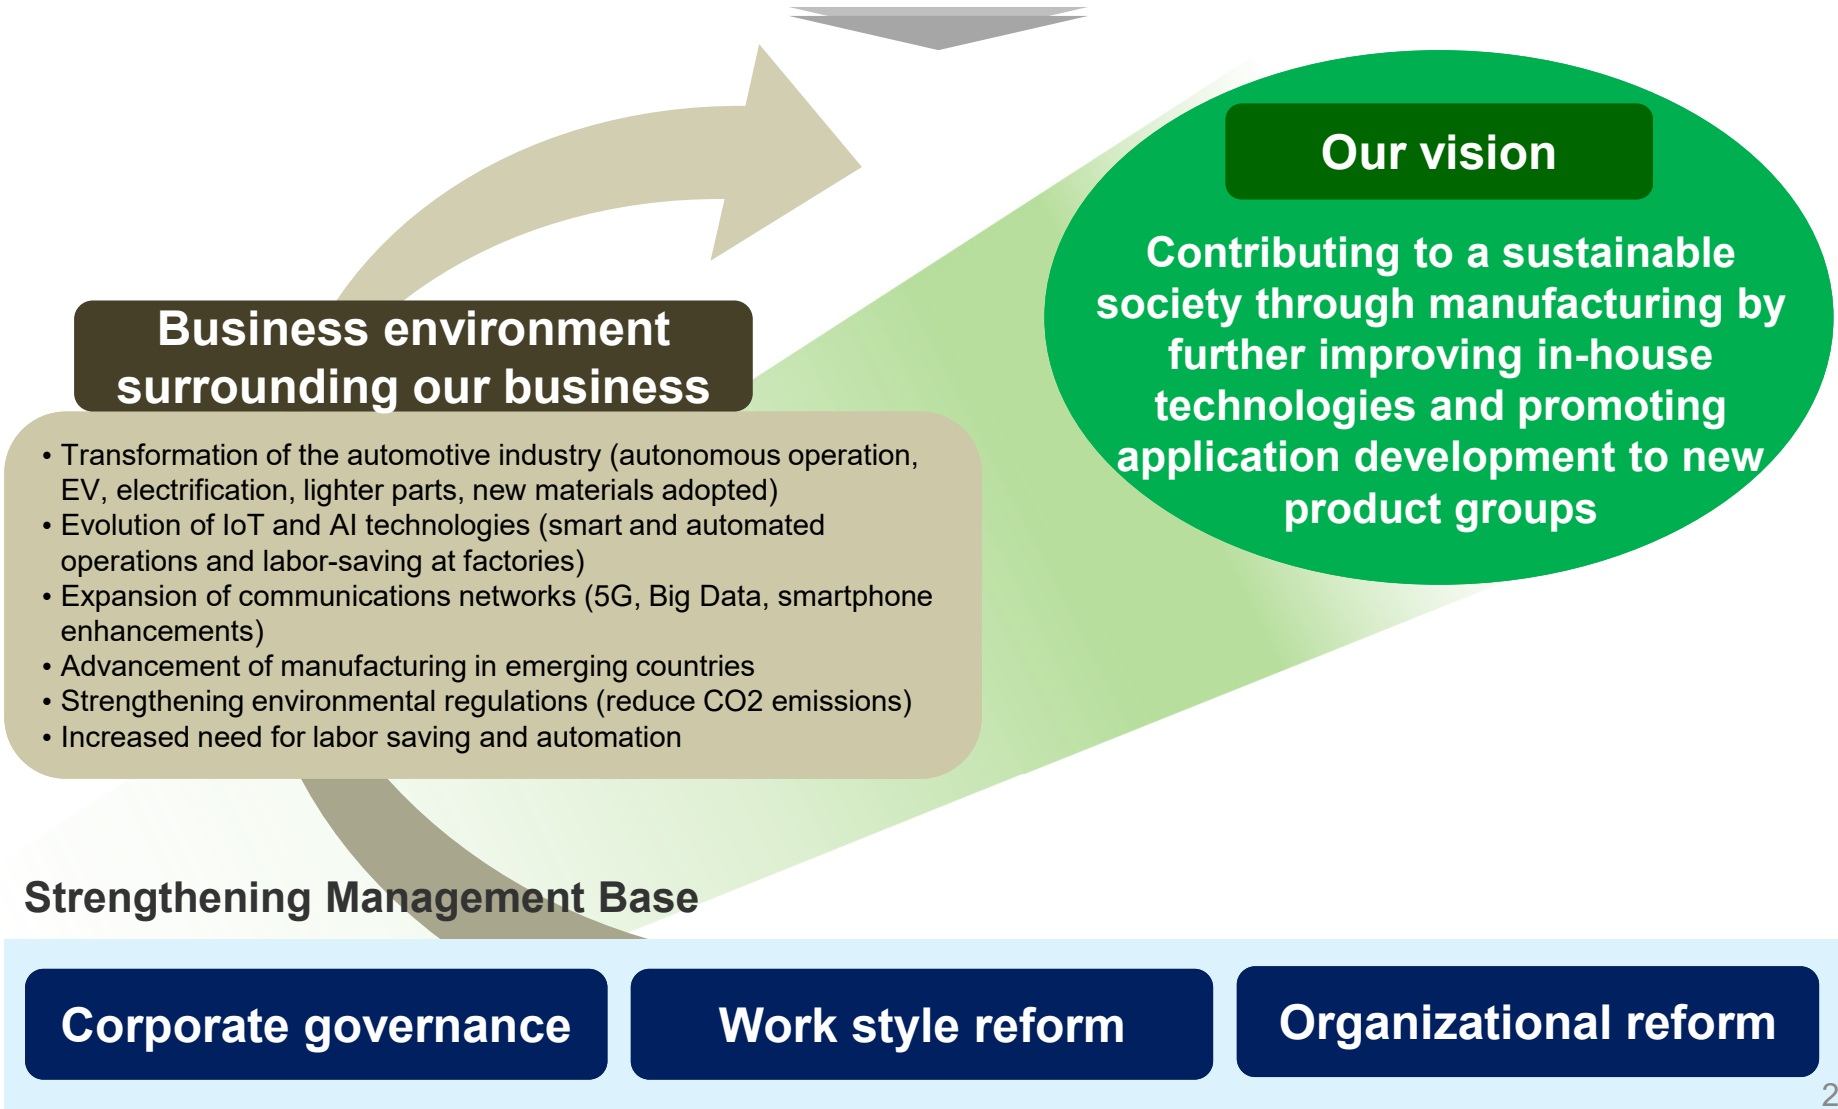 Our vision
Contributing to a sustainable
society through manufacturing by
further improving in-house
technologies and promoting
application development to new
product groups
Business environment
surrounding our business
• Transformation of the automotive industry (autonomous operation,
EV, electrification, lighter parts, new materials adopted)
• Evolution of IoT and AI technologies (smart and automated
operations and labor-saving at factories)
• Expansion of communications networks (5G, Big Data, smartphone
enhancements)
• Advancement of manufacturing in emerging countries
• Strengthening environmental regulations (reduce CO2 emissions)
• Increased need for labor saving and automation
Strengthening Management Base
Corporate governance
Work style reform
Organizational reform
2